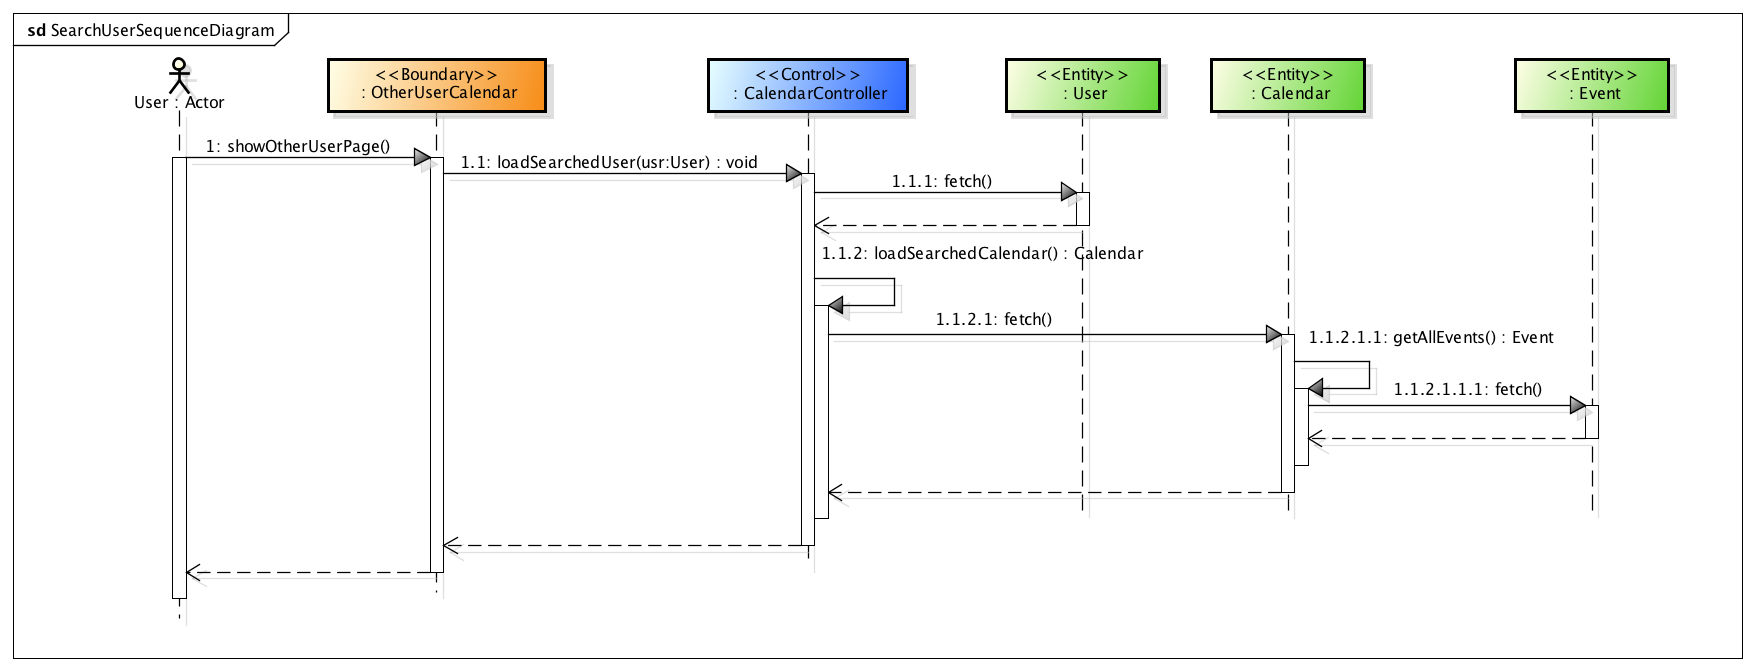 sd SearchUserSequenceDiagram
User : Actor
<<Boundary>>
: OtherUserCalendar
<<Control>>
: CalendarController
<<Entity>>
: User
<<Entity>>
: Calendar
<<Entity>>
: Event
1: showOtherUserPage()
1.1: loadSearchedUser(usr:User) : void
1.1.1: fetch()
1.1.2: loadSearchedCalendar() : Calendar
1.1.2.1: fetch()
1.1.2.1.1: getAllEvents() : Event
1.1.2.1.1.1: fetch()